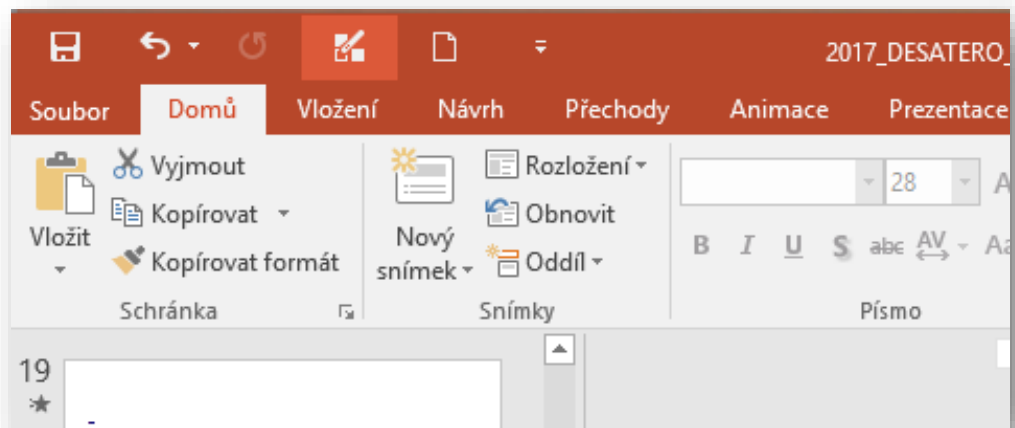 2017_DESATERO_
Soubor Domů Vložení Návrh Přechody Animace Prezentace
Vyjmout
Kopírovat
Kopírovat formát
Vložit
Schránka
Nový
snímek
Rozložení
Obnovit
Oddíl
Snímky
28 A
B I U S abc AV Aa
Písmo
19